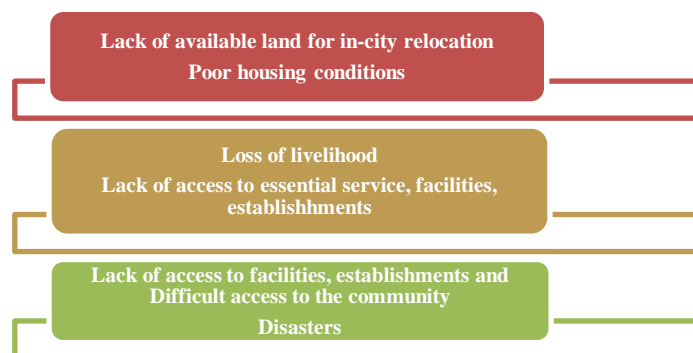 Lack of available land for in-city relocation
Poor housing conditions
Loss of livelihood
Lack of access to essential service, facilities,
establishhments
Lack of access to facilities, establishments and
Difficult access to the community
Disasters